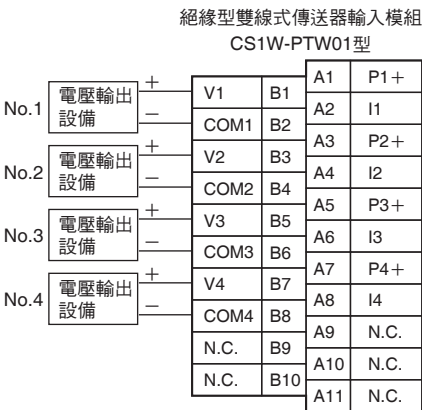 絕緣型雙線式傳送器輸入模組
CS1W-PTW01型
No.1 電壓輸出設備 + −
No.2 電壓輸出設備 + −
No.3 電壓輸出設備 + −
No.4 電壓輸出設備 + −
V1 B1
COM1 B2
V2 B3
COM2 B4
V3 B5
COM3 B6
V4 B7
COM4 B8
N.C. B9
N.C. B10
A1 P1+
A2 I1
A3 P2+
A4 I2
A5 P3+
A6 I3
A7 P4+
A8 I4
A9 N.C.
A10 N.C.
A11 N.C.